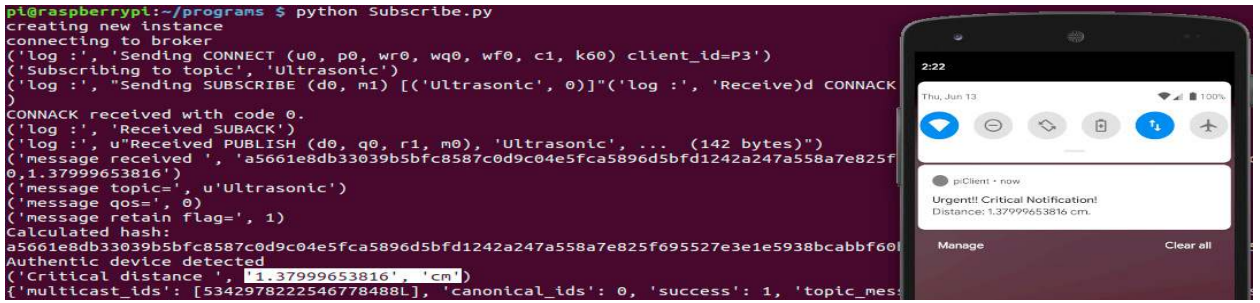 pi@raspberrypi:~/programs $ python Subscribe.py
creating new instance
connecting to broker
('log :', 'Sending CONNECT (u0, p0, wr0, wq0, wf0, c1, k60) client_id=P3')
('Subscribing to topic', 'Ultrasonic')
('log :', "Sending SUBSCRIBE (d0, m1) [('Ultrasonic', 0)]"('log :', 'Receive)d CONNACK
)
CONNACK received with code 0.
('log :', 'Received SUBACK')
('log :', u"Received PUBLISH (d0, q0, r1, m0), 'Ultrasonic', ... (142 bytes)")
('message received ', 'a5661e8db33039b5bfc8587c0d9c04e5fca5896d5bfd1242a247a558a7e825f
0,1.37999653816')
('message topic=', u'Ultrasonic')
('message qos=', 0)
('message retain flag=', 1)
Calculated hash:
a5661e8db33039b5bfc8587c0d9c04e5fca5896d5bfd1242a247a558a7e825f695527e3e1e5938bcabbf60
Authentic device detected
('Critical distance ', '1.37999653816', 'cm')
{'multicast_ids': [5342978222546778488L], 'canonical_ids': 0, 'success': 1, 'topic_mes
2:22
Thu, Jun 13
100%
piClient • now
Urgent!! Critical Notification!
Distance: 1.37999653816 cm.
Manage
Clear all